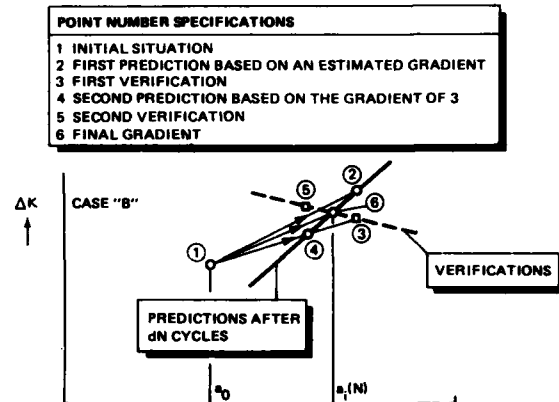 POINT NUMBER SPECIFICATIONS
1 INITIAL SITUATION
2 FIRST PREDICTION BASED ON AN ESTIMATED GRADIENT
3 FIRST VERIFICATION
4 SECOND PREDICTION BASED ON THE GRADIENT OF 3
5 SECOND VERIFICATION
6 FINAL GRADIENT
ΔK
CASE "B"
1
2
3
4
5
6
VERIFICATIONS
PREDICTIONS AFTER
dN CYCLES
a0
ai(N)